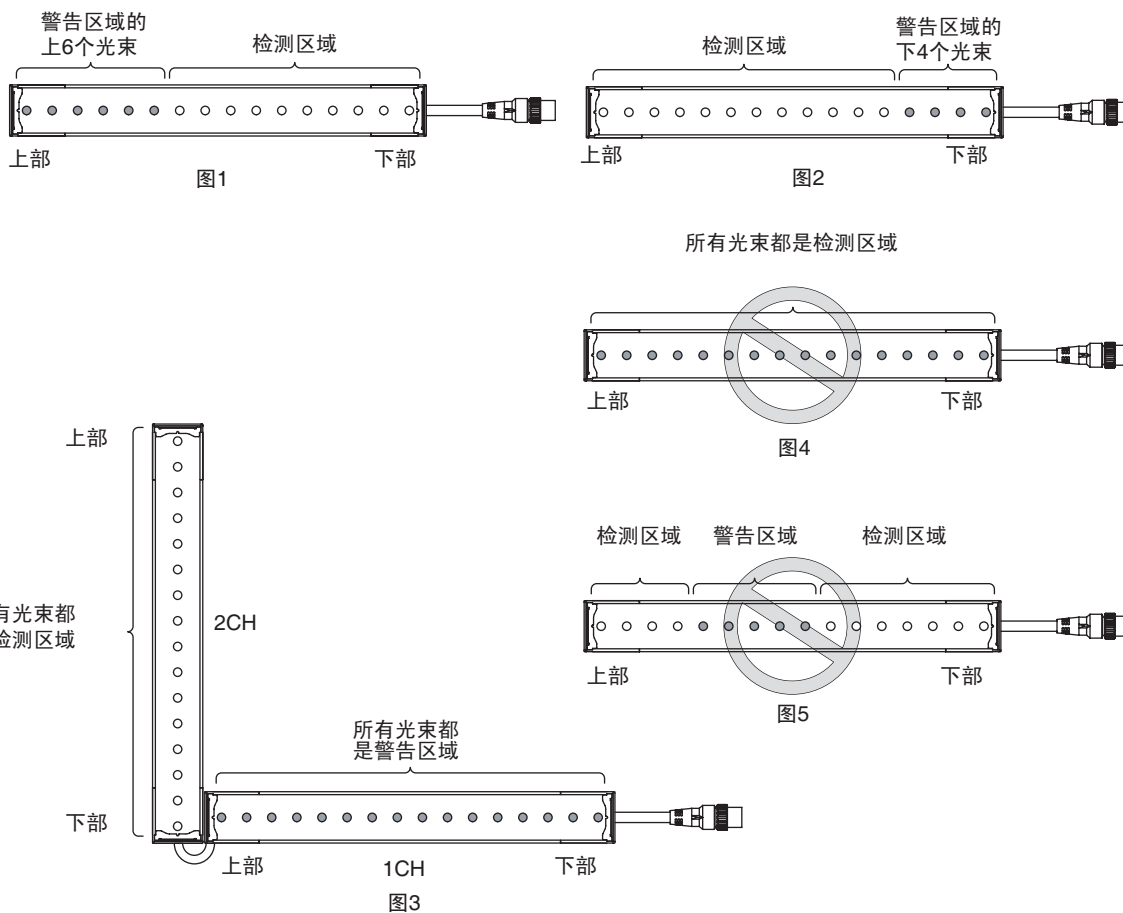 警告区域的
上6个光束
检测区域
上部
下部
图1
检测区域
警告区域的
下4个光束
上部
下部
图2
所有光束都是检测区域
上部
下部
图4
检测区域
警告区域
检测区域
上部
下部
图5
上部
有光束都
检测区域
2CH
下部
所有光束都
是警告区域
上部
1CH
下部
图3